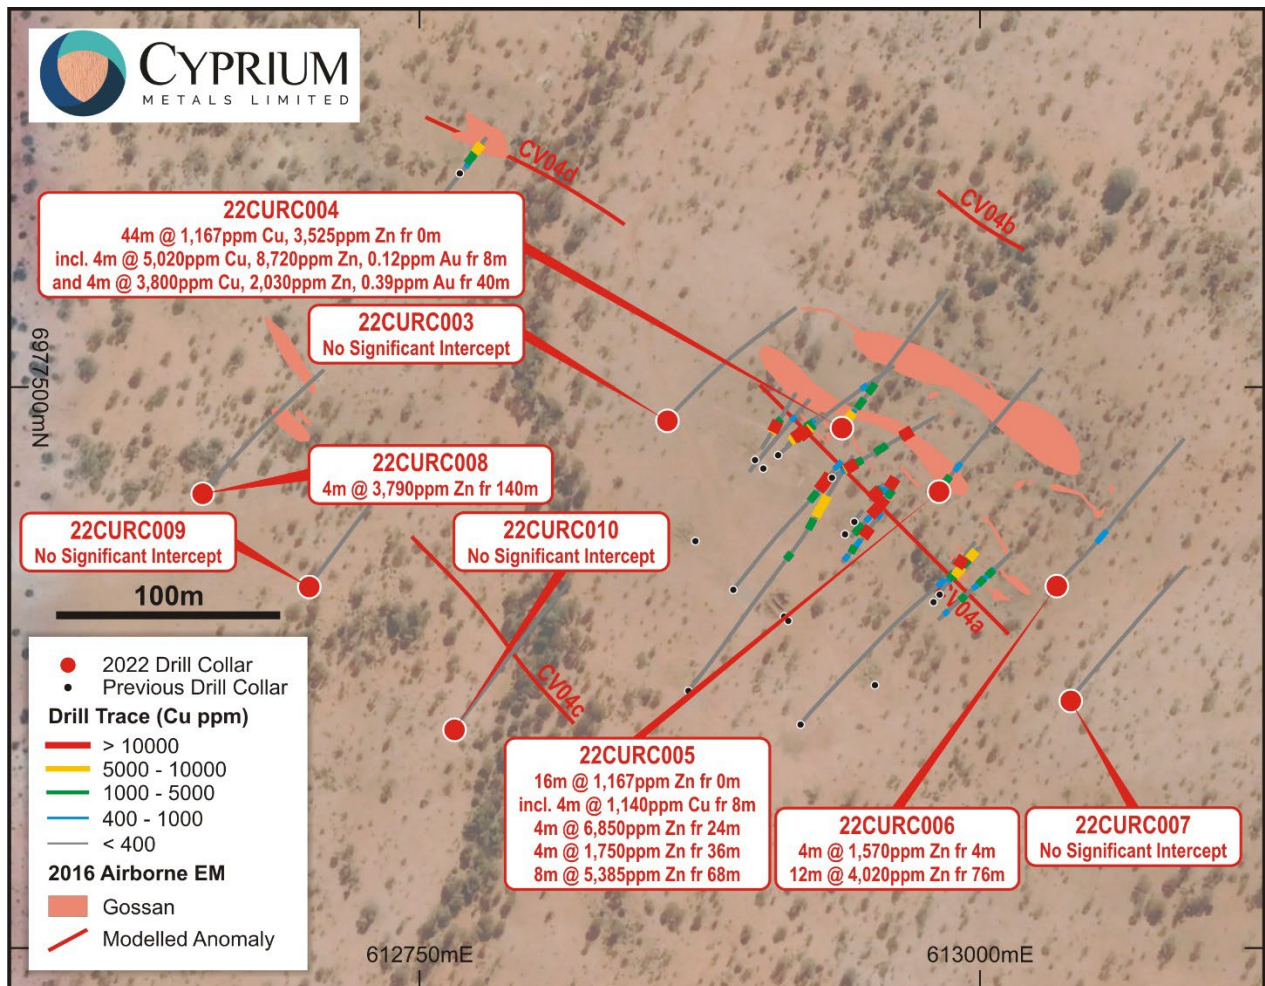 CYPRIUM
METALS LIMITED
CV04d
CV04b
22CURC004
44m @ 1,167ppm Cu, 3,525ppm Zn fr 0m
incl. 4m @ 5,020ppm Cu, 8,720ppm Zn, 0.12ppm Au fr 8m
and 4m @ 3,800ppm Cu, 2,030ppm Zn, 0.39ppm Au fr 40m
22CURC003
No Significant Intercept
6977500mN
22CURC008
4m @ 3,790ppm Zn fr 140m
22CURC009
No Significant Intercept
22CURC010
No Significant Intercept
100m
V04a
CV04c
2022 Drill Collar
Previous Drill Collar
Drill Trace (Cu ppm)
> 10000
5000 - 10000
1000 - 5000
400 - 1000
< 400
2016 Airborne EM
Gossan
Modelled Anomaly
22CURC005
16m @ 1,167ppm Zn fr 0m
incl. 4m @ 1,140ppm Cu fr 8m
4m @ 6,850ppm Zn fr 24m
4m @ 1,750ppm Zn fr 36m
8m @ 5,385ppm Zn fr 68m
22CURC006
4m @ 1,570ppm Zn fr 4m
12m @ 4,020ppm Zn fr 76m
22CURC007
No Significant Intercept
612750mE
613000mE